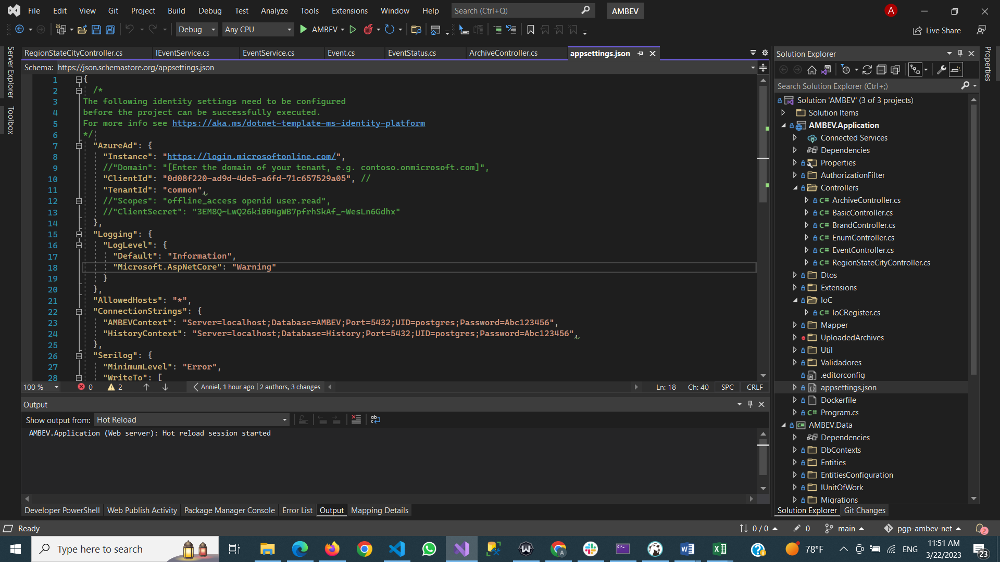 File Edit View Git Project Build Debug Test Analyze Tools Extensions Window Help Search (Ctrl+Q) AMBEV A
Debug Any CPU AMBEV Live Share
Server Explorer
Toolbox
RegionStateCityController.cs IEventService.cs EventService.cs Event.cs EventStatus.cs ArchiveController.cs appsettings.json
Schema: https://json.schemastore.org/appsettings.json
1 {
2 /*
3 The following identity settings need to be configured
4 before the project can be successfully executed.
5 For more info see https://aka.ms/dotnet-template-ms-identity-platform
6 */
7 "AzureAd": {
8 "Instance": "https://login.microsoftonline.com/",
9 //"Domain": "[Enter the domain of your tenant, e.g. contoso.onmicrosoft.com]",
10 "ClientId": "0d08f220-ad9d-4de5-a6fd-71c657529a05", //
11 "TenantId": "common",
12 //"Scopes": "offline_access openid user.read",
13 //"ClientSecret": "3EM8Q~LwQ26ki004gWB7pfrhSkAf_~WesLn6Gdhx"
14 },
15 "Logging": {
16 "LogLevel": {
17 "Default": "Information",
18 "Microsoft.AspNetCore": "Warning"
19 }
20 },
21 "AllowedHosts": "*",
22 "ConnectionStrings": {
23 "AMBEVContext": "Server=localhost;Database=AMBEV;Port=5432;UID=postgres;Password=Abc123456",
24 "HistoryContext": "Server=localhost;Database=History;Port=5432;UID=postgres;Password=Abc123456",
25 },
26 "Serilog": {
27 "MinimumLevel": "Error",
28 "WriteTo": [
100 % 0 2 Anniel, 1 hour ago | 2 authors, 3 changes Ln: 18 Ch: 40 SPC CRLF
Output
Show output from: Hot Reload
AMBEV.Application (Web server): Hot reload session started
Developer PowerShell Web Publish Activity Package Manager Console Error List Output Mapping Details
Solution Explorer
Properties
Search Solution Explorer (Ctrl+;)
Solution 'AMBEV' (3 of 3 projects)
Solution Items
AMBEV.Application
Connected Services
Dependencies
Properties
AuthorizationFilter
Controllers
C# ArchiveController.cs
C# BasicController.cs
C# BrandController.cs
C# EnumController.cs
C# EventController.cs
C# RegionStateCityController.cs
Dtos
Extensions
IoC
C# IoCRegister.cs
Mapper
UploadedArchives
Util
Validadores
.editorconfig
appsettings.json
Dockerfile
C# Program.cs
C# AMBEV.Data
Dependencies
DbContexts
Entities
EntitiesConfiguration
IUnitOfWork
Migrations
Solution Explorer Git Changes
Ready 0 / 0 0 main pgp-ambev-net 2
Type here to search 78°F ENG 11:51 AM
3/22/2023 23